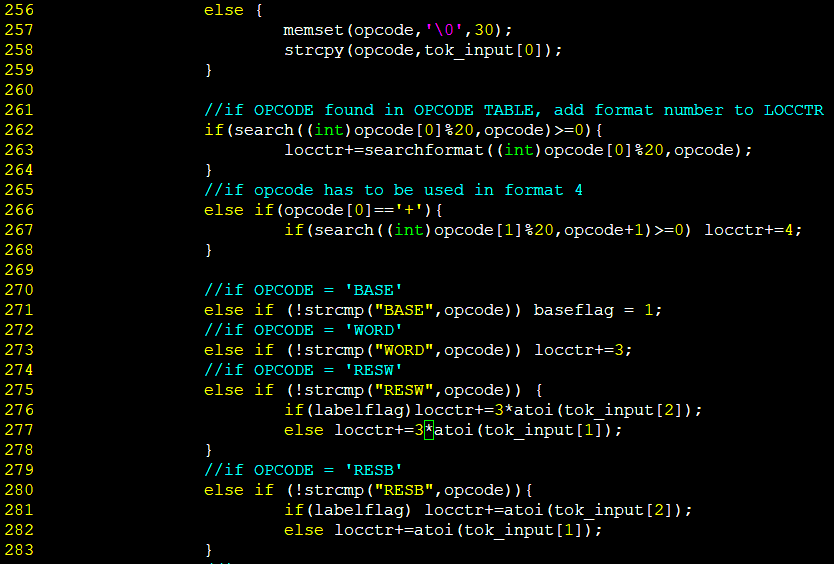 256                 else {
257                         memset(opcode,'\0',30);
258                         strcpy(opcode,tok_input[0]);
259                 }
260
261                 //if OPCODE found in OPCODE TABLE, add format number to LOCCTR
262                 if(search((int)opcode[0]%20,opcode)>=0){
263                         locctr+=searchformat((int)opcode[0]%20,opcode);
264                 }
265                 //if opcode has to be used in format 4
266                 else if(opcode[0]=='+'){
267                         if(search((int)opcode[1]%20,opcode+1)>=0) locctr+=4;
268                 }
269
270                 //if OPCODE = 'BASE'
271                 else if (!strcmp("BASE",opcode)) baseflag = 1;
272                 //if OPCODE = 'WORD'
273                 else if (!strcmp("WORD",opcode)) locctr+=3;
274                 //if OPCODE = 'RESW'
275                 else if (!strcmp("RESW",opcode)) {
276                         if(labelflag)locctr+=3*atoi(tok_input[2]);
277                         else locctr+=3*atoi(tok_input[1]);
278                 }
279                 //if OPCODE = 'RESB'
280                 else if (!strcmp("RESB",opcode)){
281                         if(labelflag) locctr+=atoi(tok_input[2]);
282                         else locctr+=atoi(tok_input[1]);
283                 }